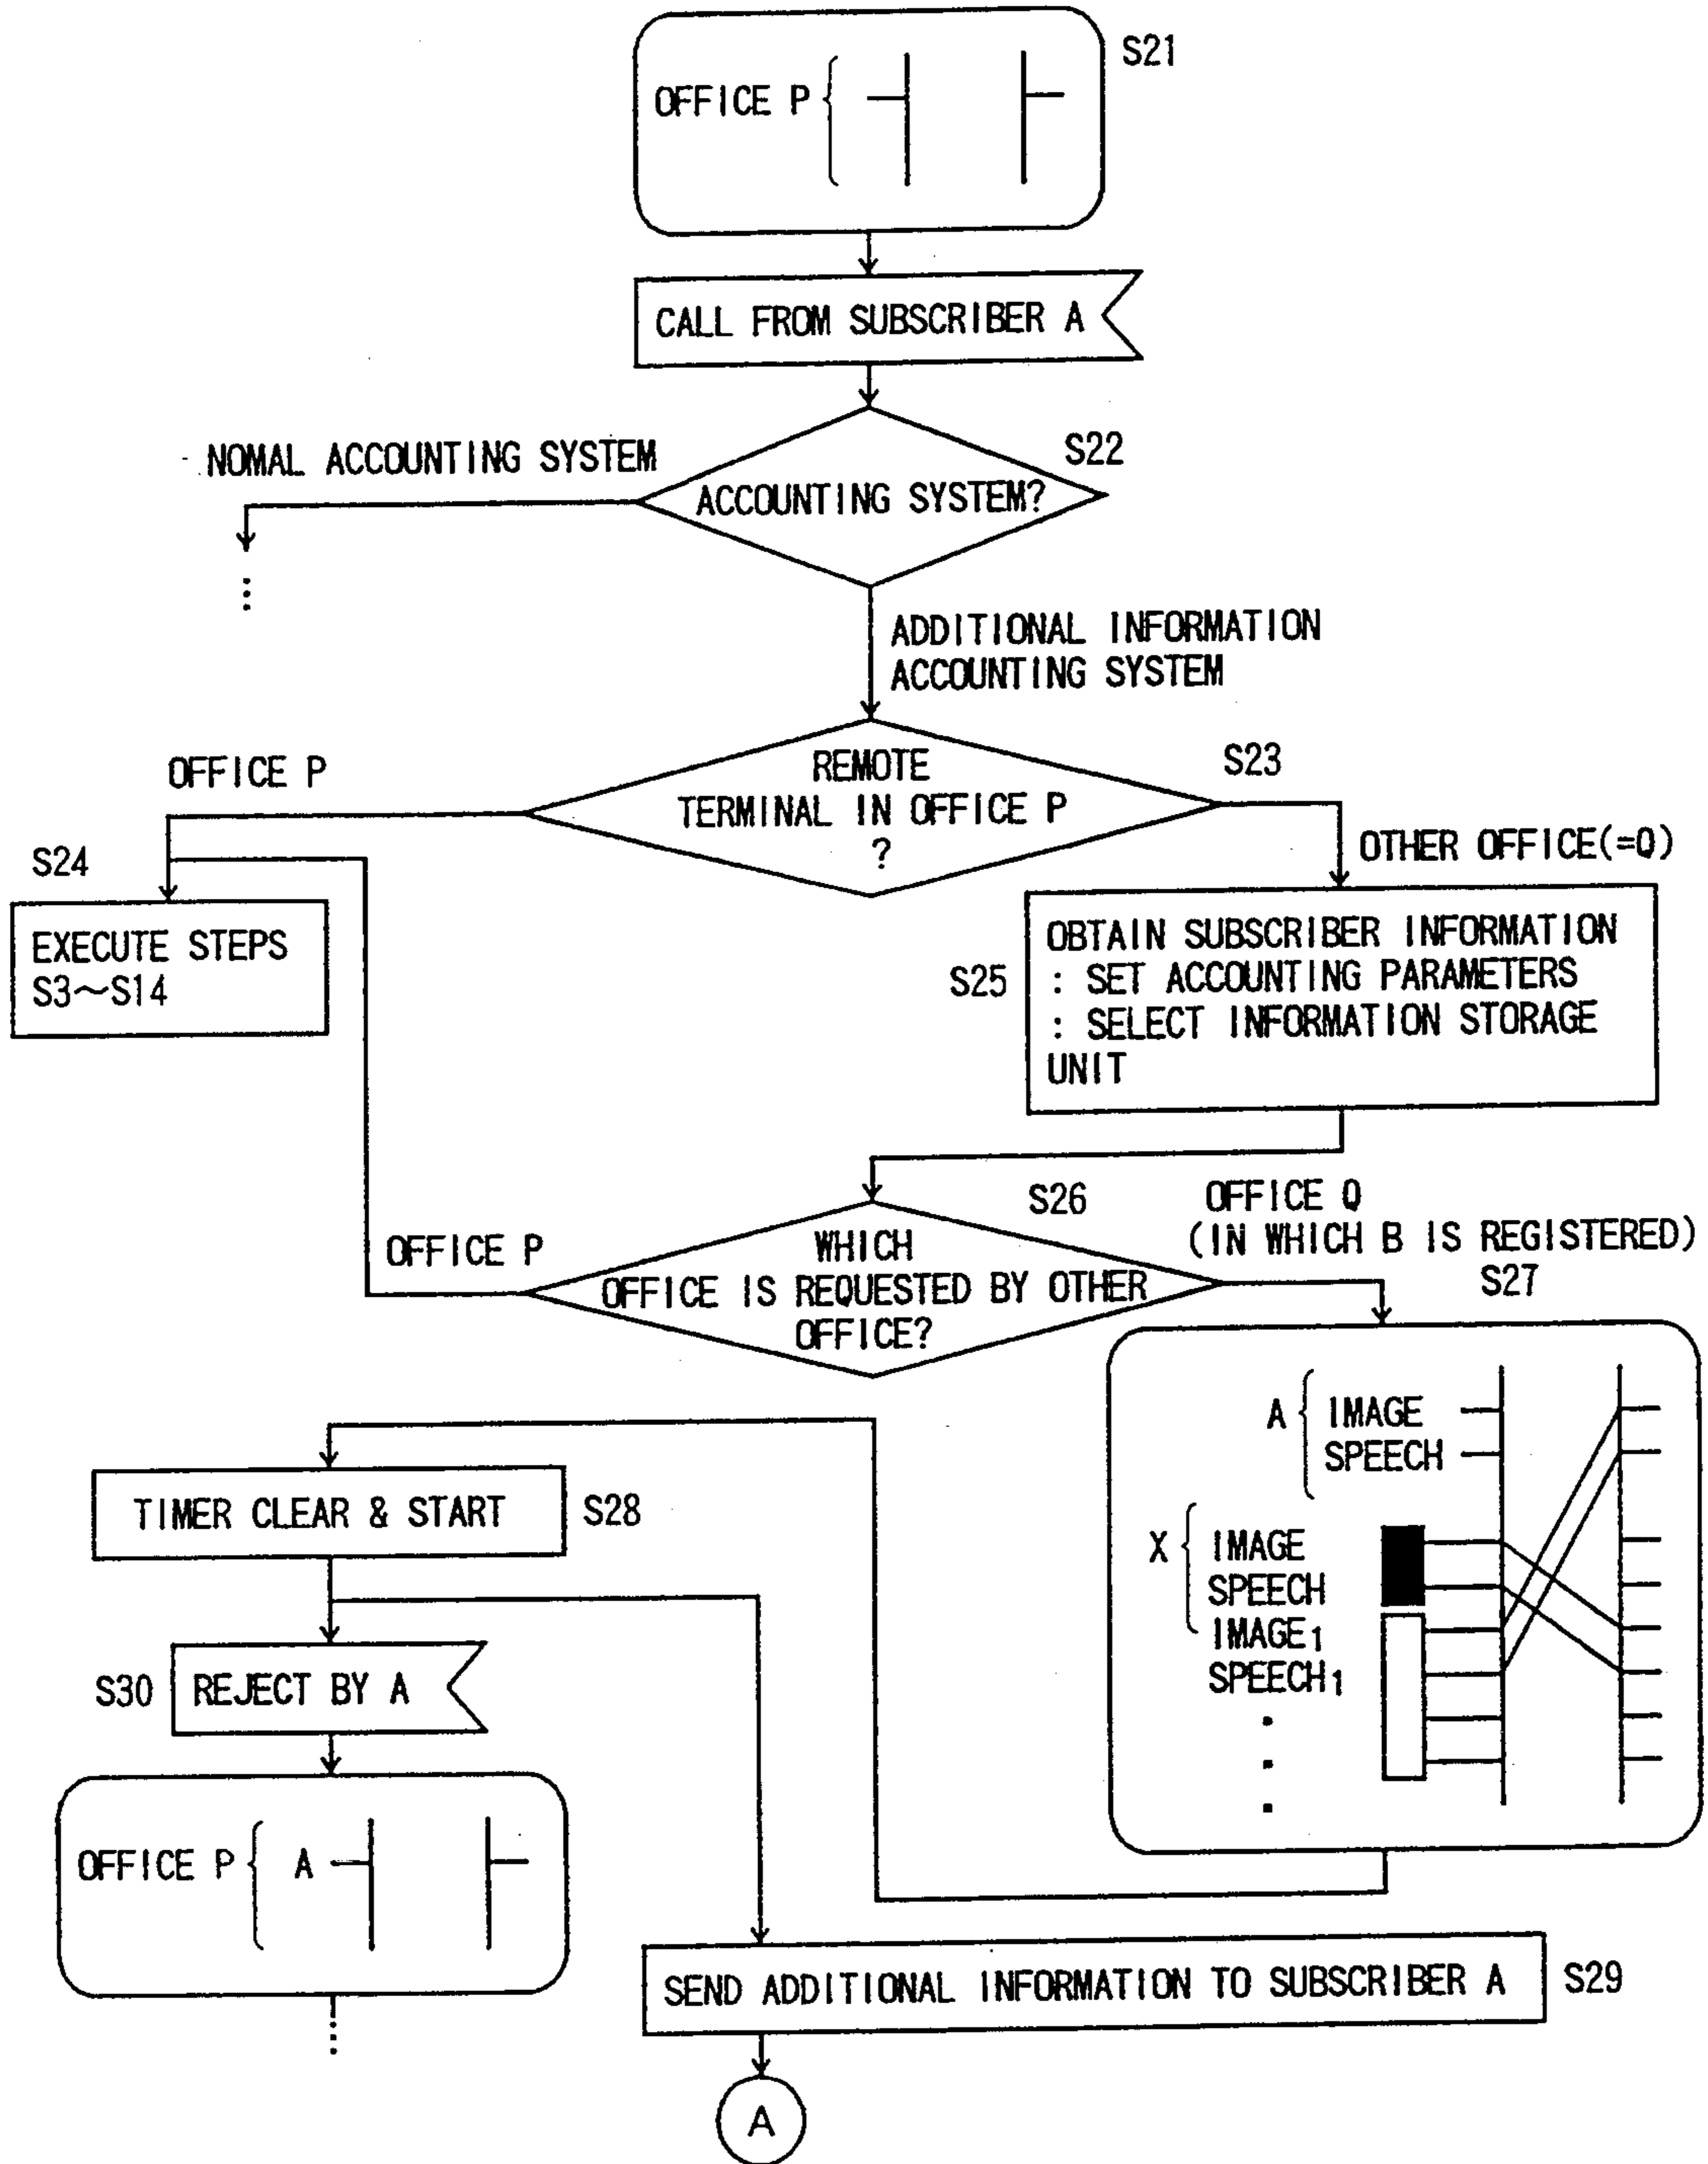 S21
OFFICE P
CALL FROM SUBSCRIBER A
NOMAL ACCOUNTING SYSTEM
S22
ACCOUNTING SYSTEM?
ADDITIONAL INFORMATION
ACCOUNTING SYSTEM
OFFICE P
REMOTE
TERMINAL IN OFFICE P
?
S23
OTHER OFFICE(=Q)
S24
EXECUTE STEPS
S3~S14
S25
OBTAIN SUBSCRIBER INFORMATION
: SET ACCOUNTING PARAMETERS
: SELECT INFORMATION STORAGE
UNIT
S26
OFFICE Q
(IN WHICH B IS REGISTERED)
OFFICE P
WHICH
OFFICE IS REQUESTED BY OTHER
OFFICE?
S27
A
IMAGE
SPEECH
X
IMAGE
SPEECH
IMAGE1
SPEECH1
TIMER CLEAR & START
S28
S30
REJECT BY A
OFFICE P
A
SEND ADDITIONAL INFORMATION TO SUBSCRIBER A
S29
A